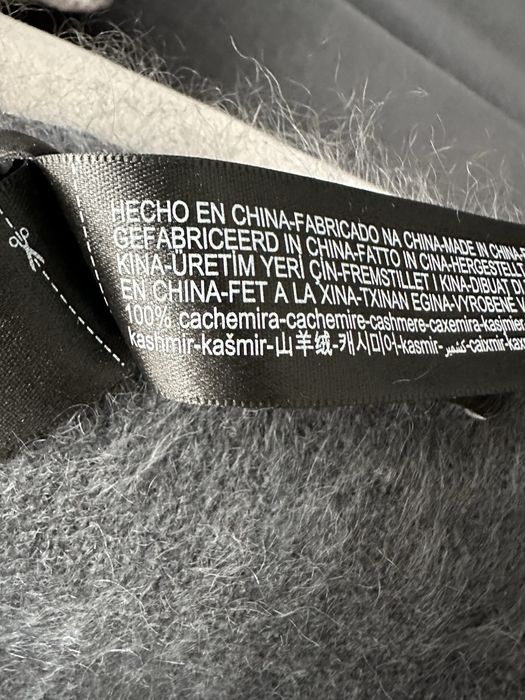 HECHO EN CHINA-FABRICADO NA CHINA-MADE IN CHINA-
GEFABRICEERD IN CHINA-FATTO IN CINA-HERGESTELLT
KINA-ÜRETİM YERİ ÇİN-FREMSTILLET I KINA-DIBUAT DI
EN CHINA-FET A LA XINA-TXINAN EGINA-VYROBENÉ V
100% cachemira-cachemire-cashmere-caxemira-kasjmier
kashmir-kašmir-山羊绒-캐시미어-kasmir-كشمير-caixmir-kax